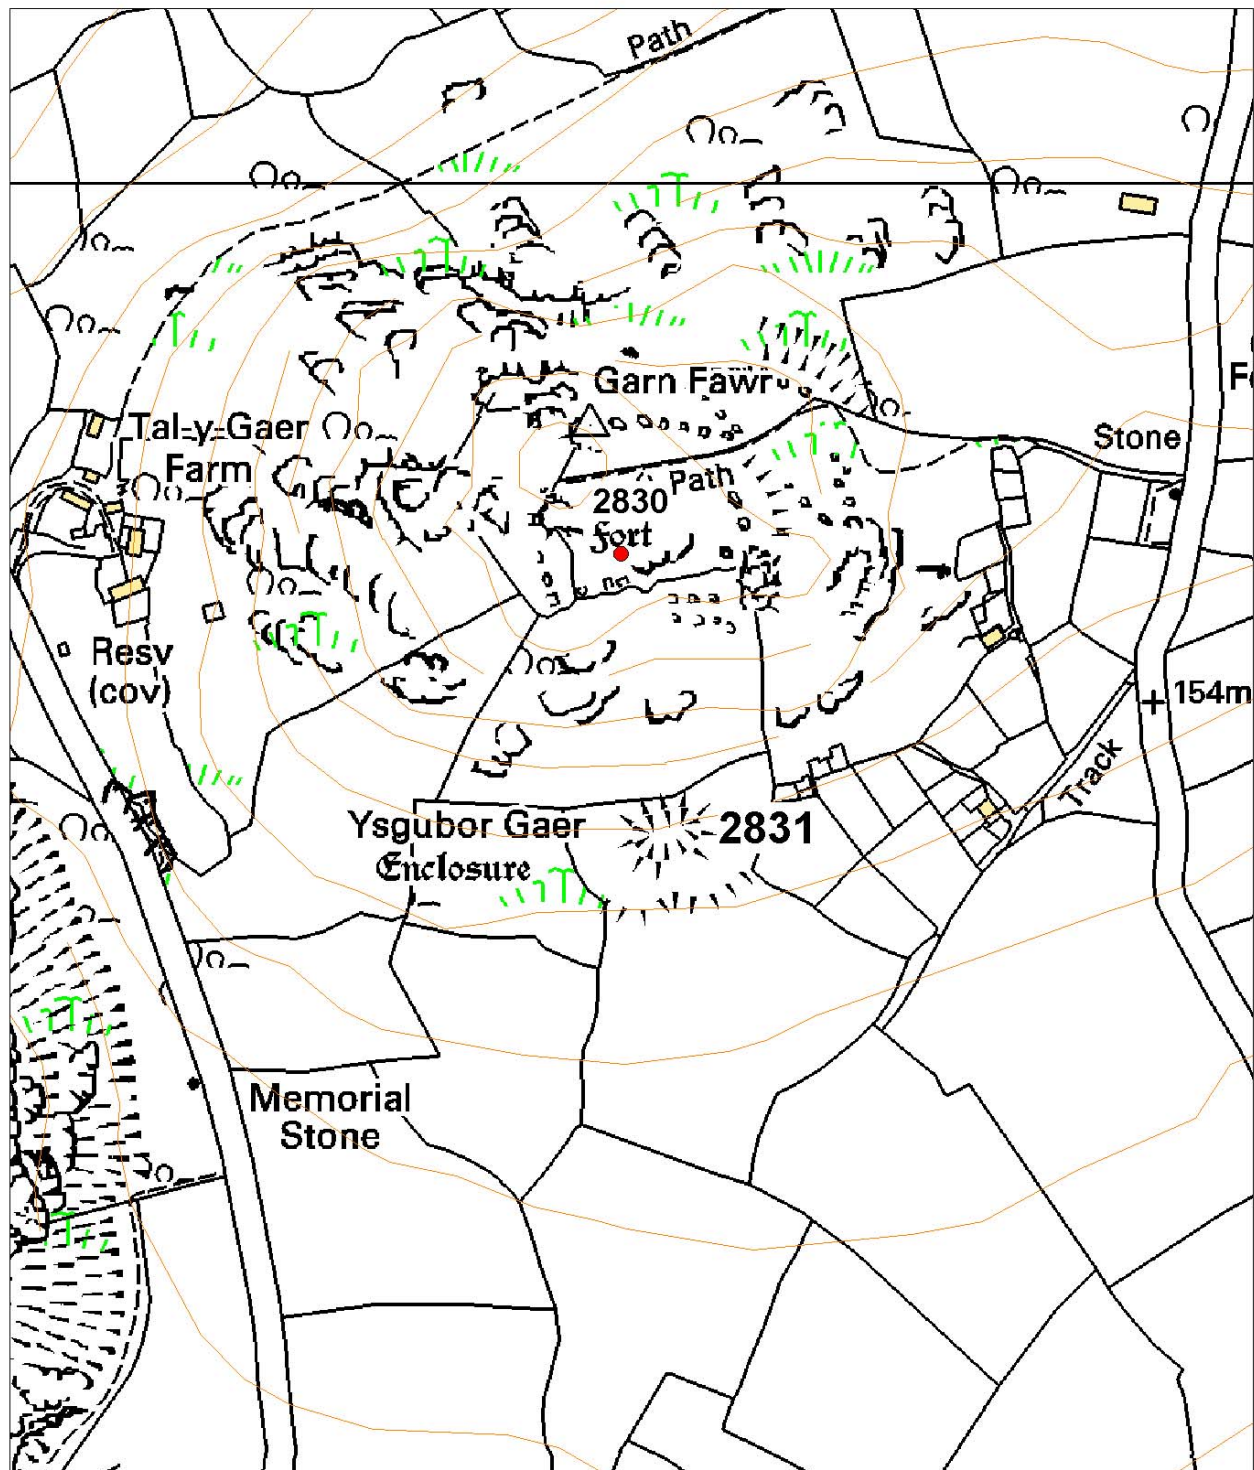 Path
Garn Fawr
Tal-y-Gaer
Farm
Stone
Path
2830
Fort
Resv
(cov)
154m
Track
Ysgubor Gaer
2831
Enclosure
Memorial
Stone